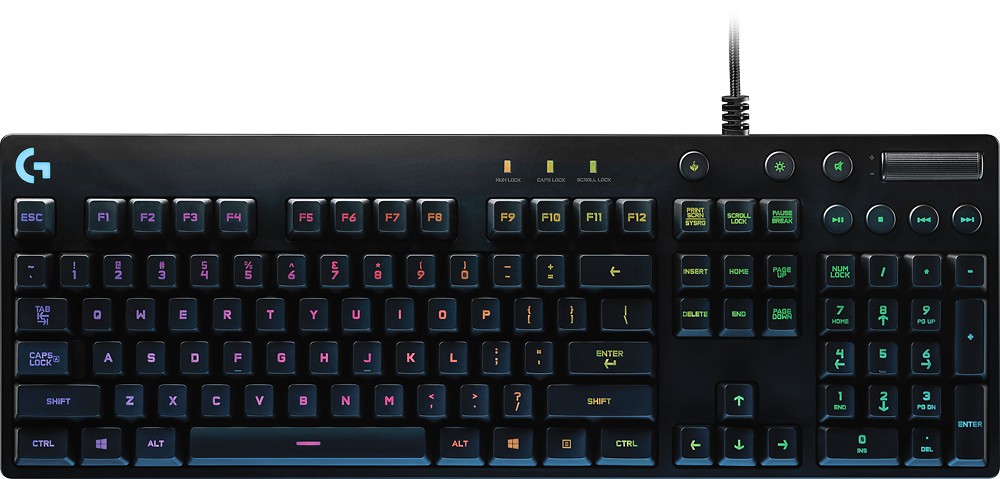 G
NUM LOCK CAPS LOCK SCROLL LOCK
ESC F1 F2 F3 F4 F5 F6 F7 F8 F9 F10 F11 F12
PRINT SCRN SYSRQ
SCROLL LOCK
PAUSE BREAK
~ `
! 1
@ 2
# 3
4
5
^ 6
7
* 8
( 9
) 0
_ -
+ =
←
INSERT HOME PAGE UP
NUM LOCK / * -
TAB Q W E R T Y U I O P { [ } ] | \
DELETE END PAGE DOWN
7 HOME
8 ↑
9 PG UP
+
CAPS LOCK A A S D F G H J K L : ; " ' ENTER
4 ←
5
6 →
SHIFT Z X C V B N M < , > . ? / SHIFT
↑
1 END
2 ↓
3 PG DN
ENTER
CTRL ALT ALT CTRL
← ↓ →
0 INS
. DEL